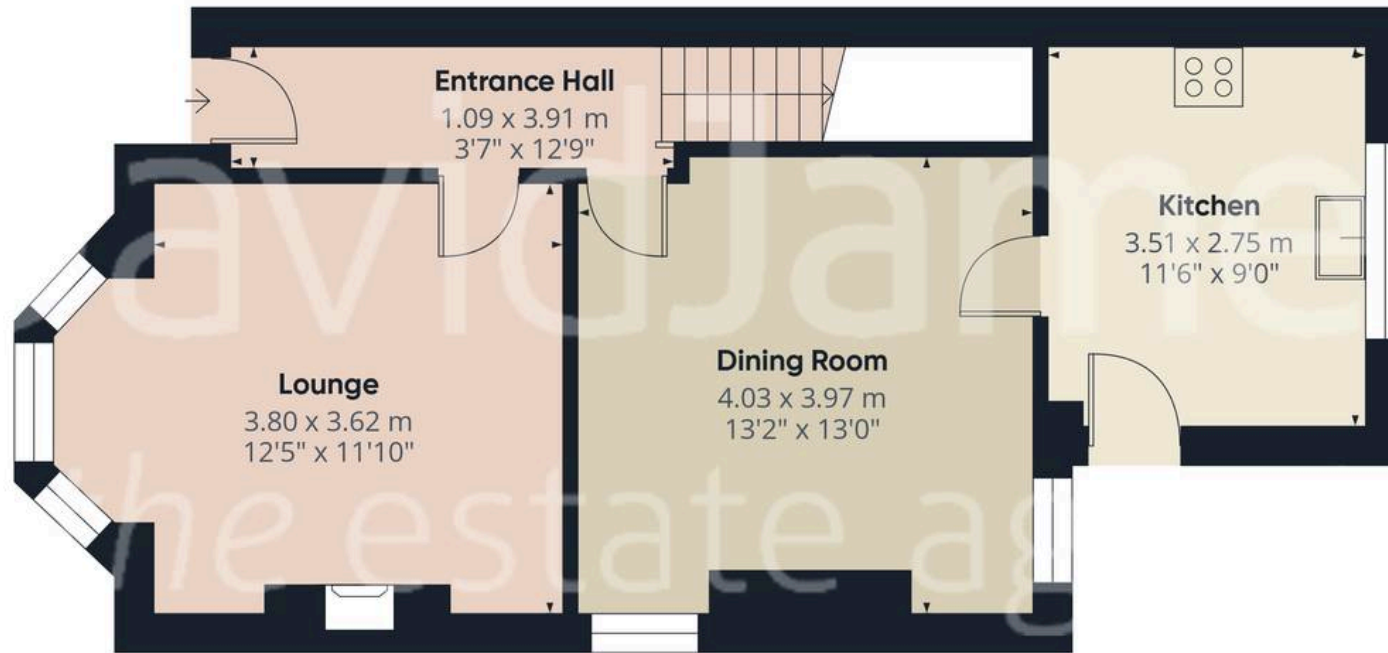 Entrance Hall
1.09 x 3.91 m
3'7" x 12'9"
Kitchen
3.51 x 2.75 m
11'6" x 9'0"
Lounge
3.80 x 3.62 m
12'5" x 11'10"
Dining Room
4.03 x 3.97 m
13'2" x 13'0"
avidJame
the estate ag